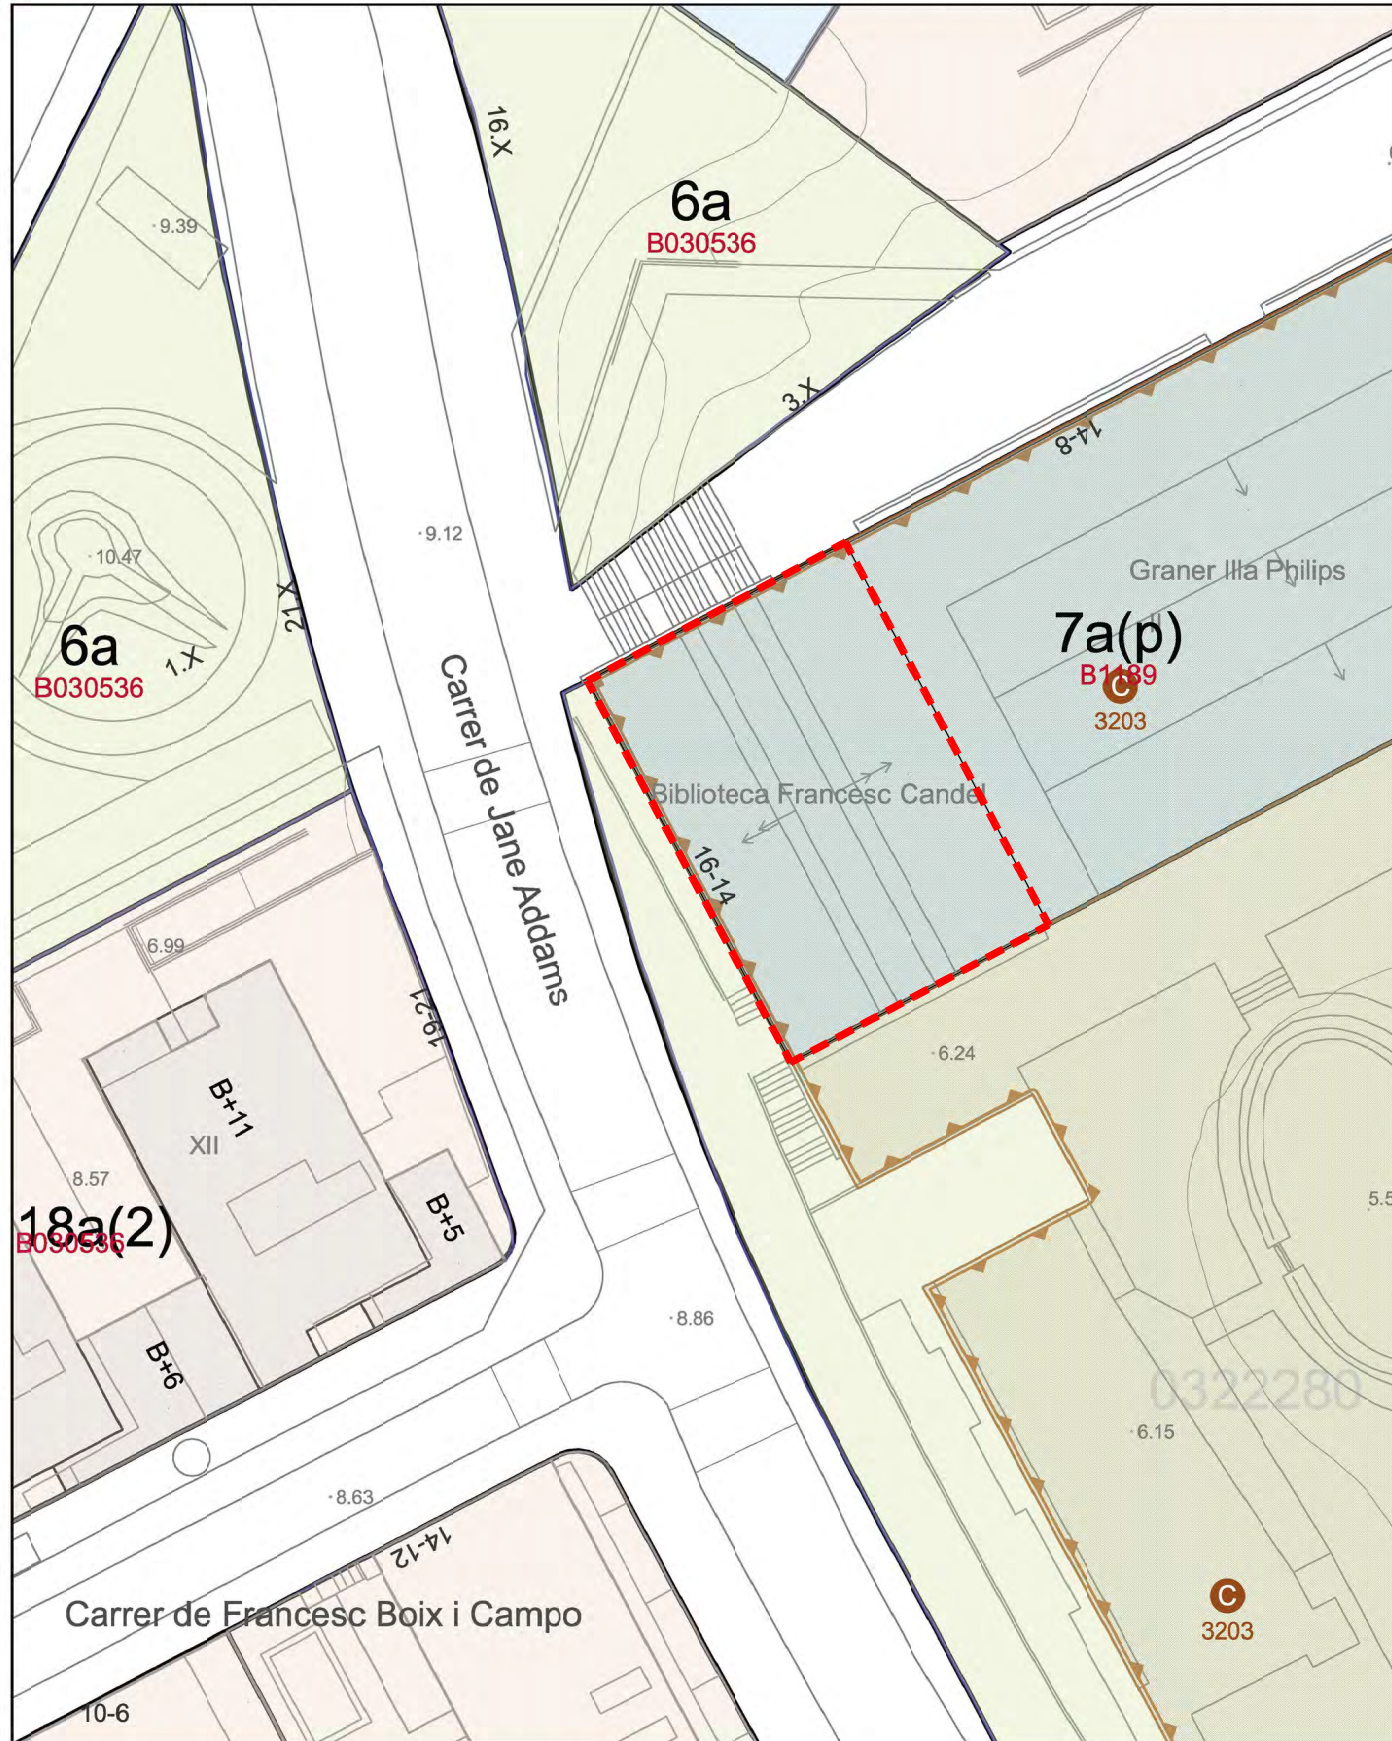 16.X
6a
B030536
9.39
3.X
14-8
9.12
10.47
21.X
Graner Illa Philips
II
7a(p)
B1189
C
3203
6a
B030536
1.X
Carrer de Jane Addams
Biblioteca Francesc Candel
16-14
6.99
19-21
6.24
B+11
XII
8.57
18a(2)
B030536
B+5
8.86
B+6
0322280
6.15
8.63
14-12
C
3203
Carrer de Francesc Boix i Campo
10-6